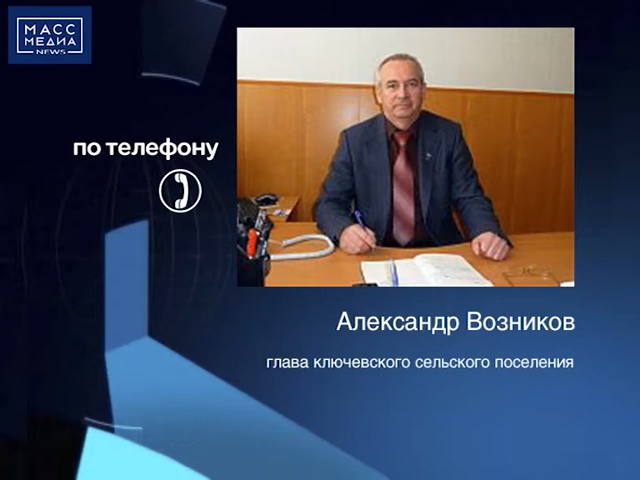 МАСС
МЕДИА
NEWS
по телефону
Александр Возников
глава ключевского сельского поселения